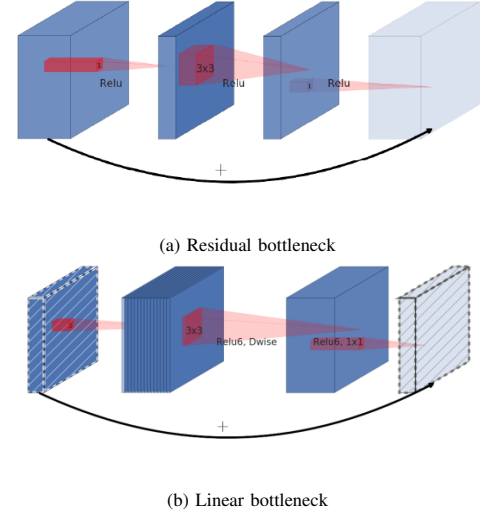 1
3x3
1
Relu
Relu
Relu
+
(a) Residual bottleneck
3x3
Relu6, Dwise
Relu6, 1x1
+
(b) Linear bottleneck